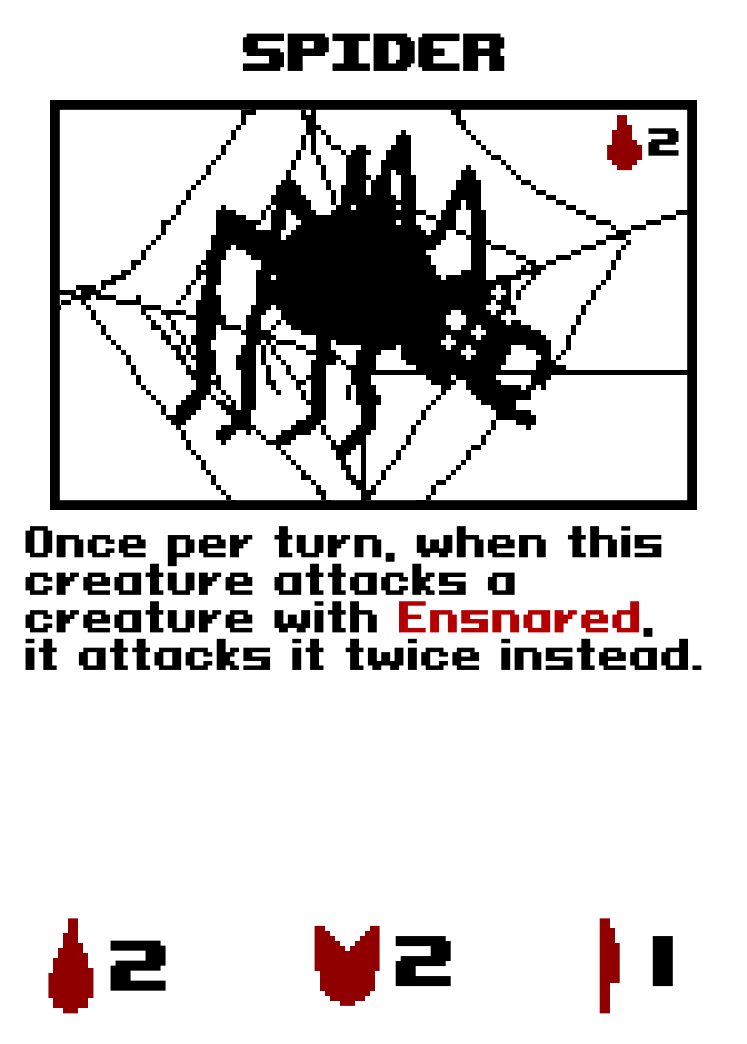 SPIDER
2
Once per turn, when this
creature attacks a
creature with Ensnared,
it attacks it twice instead.
2 2 1